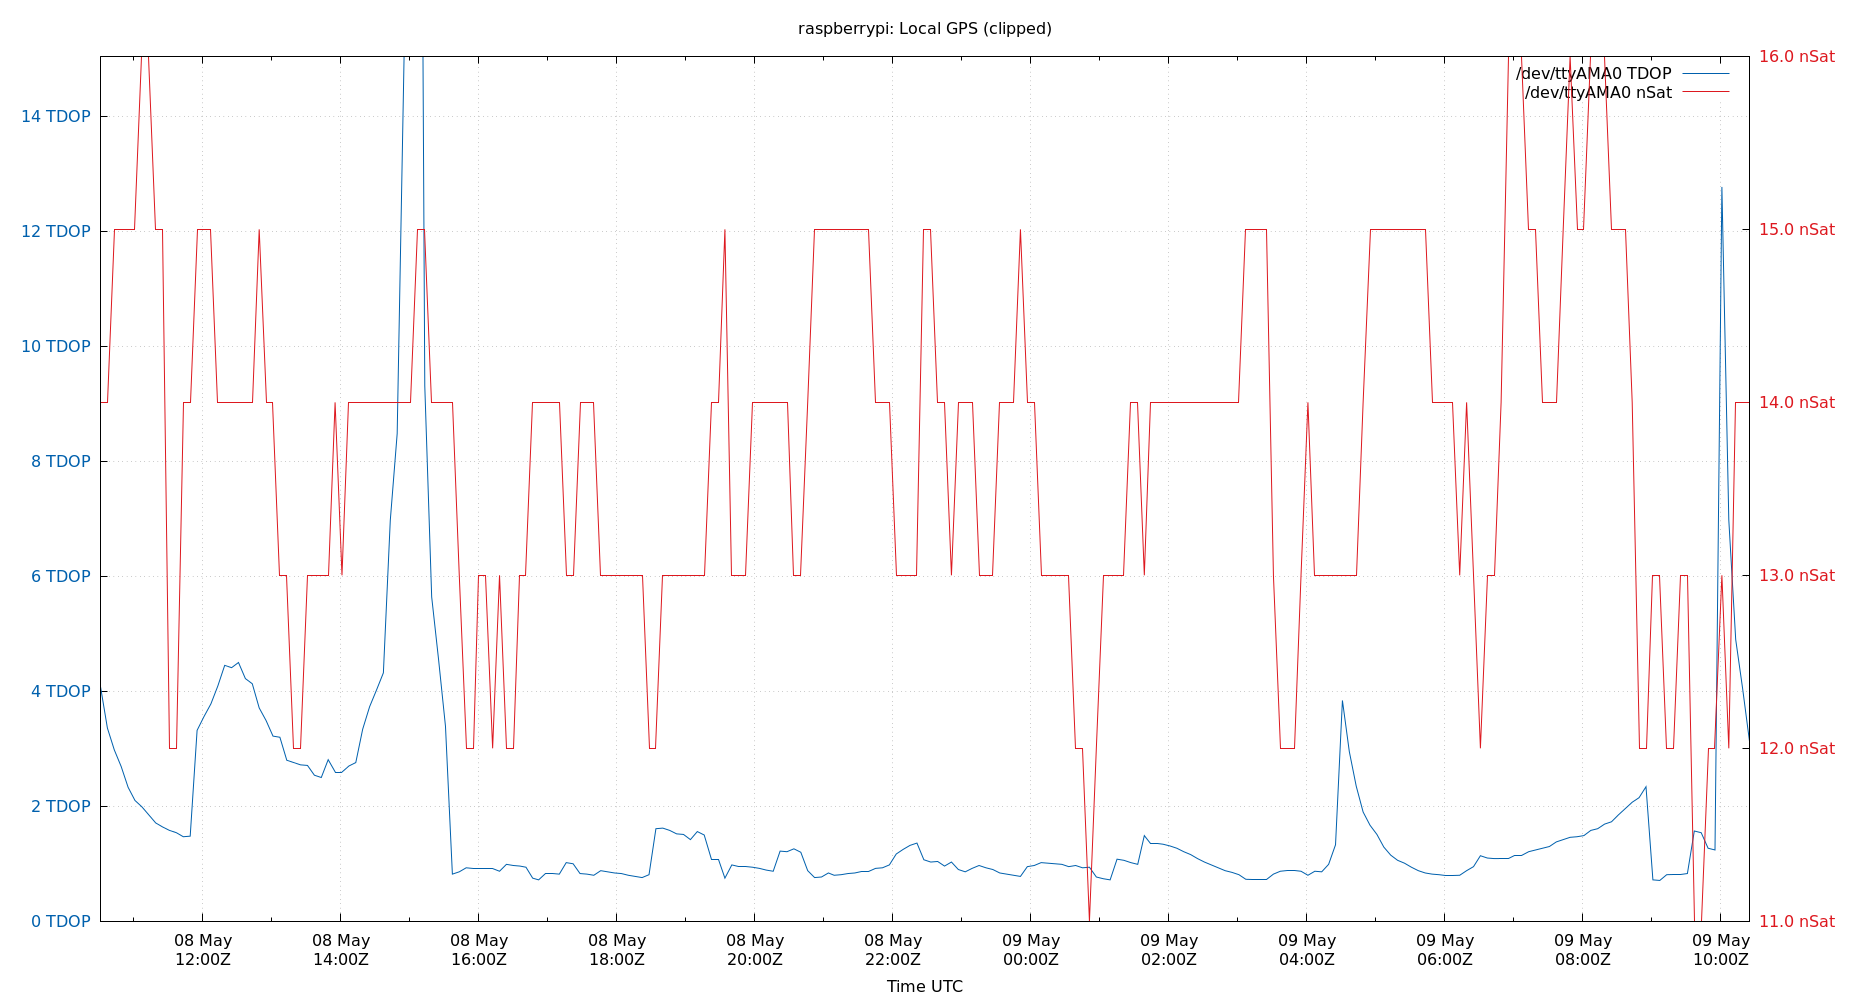 raspberrypi: Local GPS (clipped)
16.0 nSat
/dev/ttyAMA0 TDOP
/dev/ttyAMA0 nSat
14 TDOP
12 TDOP
15.0 nSat
10 TDOP
14.0 nSat
8 TDOP
6 TDOP
13.0 nSat
4 TDOP
12.0 nSat
2 TDOP
0 TDOP
11.0 nSat
08 May 08 May 08 May 08 May 08 May 08 May 09 May 09 May 09 May 09 May 09 May 09 May
12:00Z 14:00Z 16:00Z 18:00Z 20:00Z 22:00Z 00:00Z 02:00Z 04:00Z 06:00Z 08:00Z 10:00Z
Time UTC